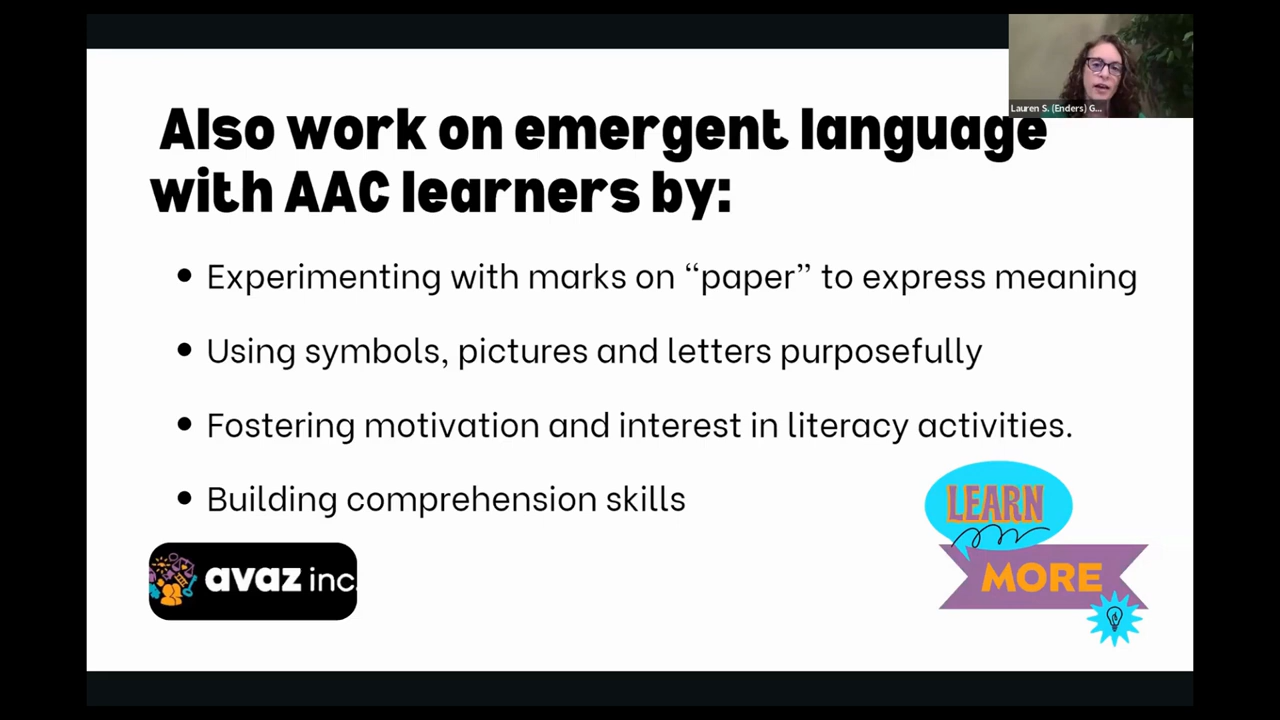 Lauren S. (Enders) G...
Also work on emergent language
with AAC learners by:
• Experimenting with marks on “paper” to express meaning
• Using symbols, pictures and letters purposefully
• Fostering motivation and interest in literacy activities.
• Building comprehension skills
LEARN
MORE
avaz inc.